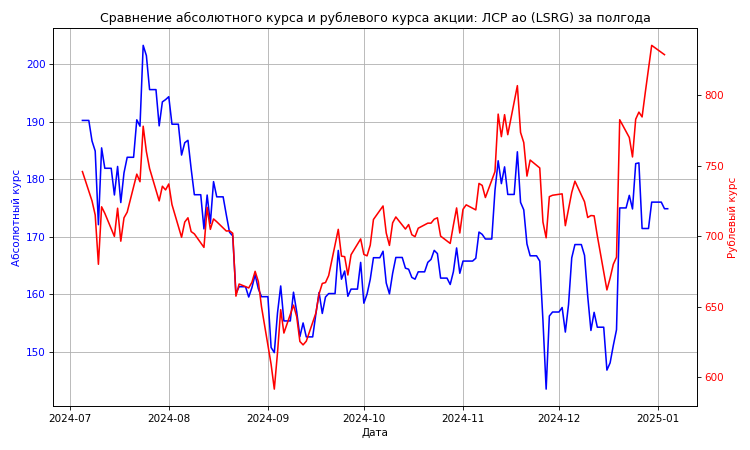 Сравнение абсолютного курса и рублевого курса акции: ЛСР ао (LSRG) за полгода
200
190
180
170
160
150
Абсолютный курс
800
750
700
650
600
Рублевый курс
2024-07 2024-08 2024-09 2024-10 2024-11 2024-12 2025-01
Дата